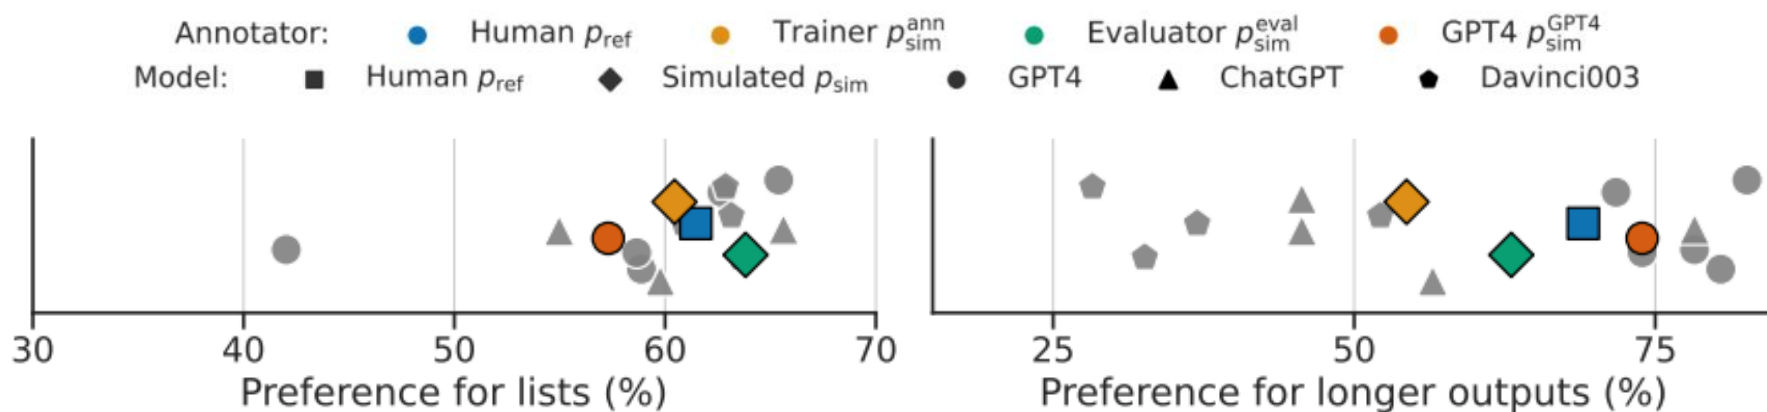 Annotator: Human p_ref Trainer p_sim^ann Evaluator p_sim^eval GPT4 p_sim^GPT4
Model: Human p_ref Simulated p_sim GPT4 ChatGPT Davinci003
30 40 50 60 70 25 50 75
Preference for lists (%) Preference for longer outputs (%)